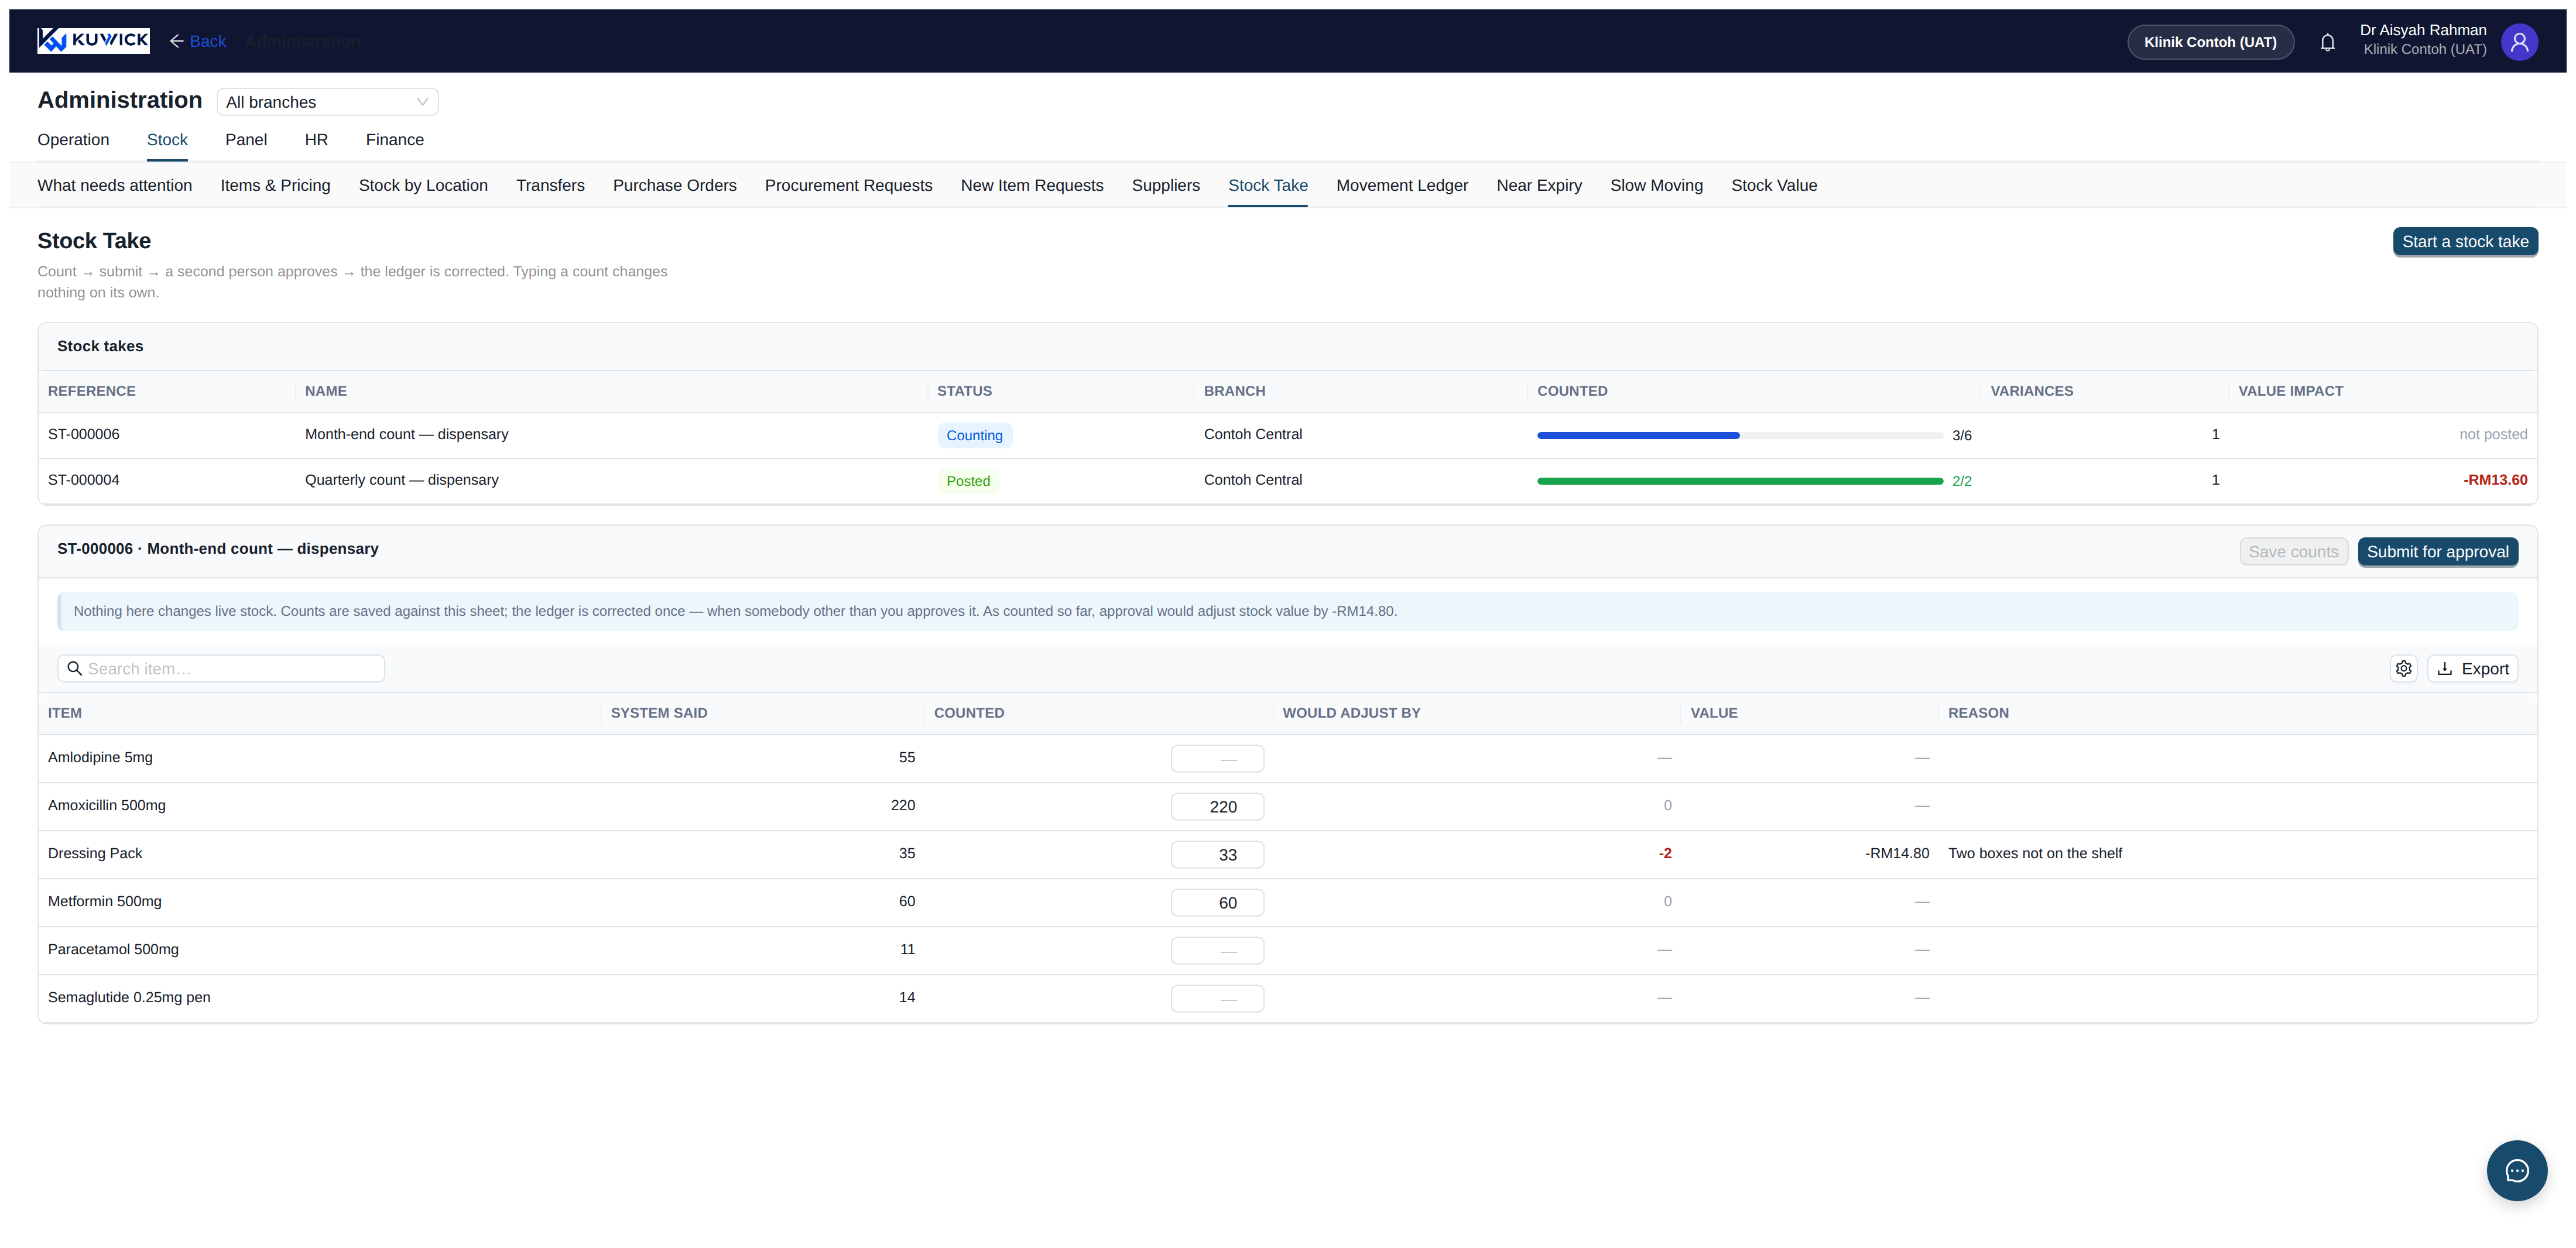 KUWICK
Back
Administration
Klinik Contoh (UAT)
Dr Aisyah Rahman
Klinik Contoh (UAT)
Administration
All branches
Operation Stock Panel HR Finance
What needs attention Items & Pricing Stock by Location Transfers Purchase Orders Procurement Requests New Item Requests Suppliers Stock Take Movement Ledger Near Expiry Slow Moving Stock Value
Stock Take
Start a stock take
Count → submit → a second person approves → the ledger is corrected. Typing a count changes
nothing on its own.
Stock takes
REFERENCE NAME STATUS BRANCH COUNTED VARIANCES VALUE IMPACT
ST-000006 Month-end count — dispensary Counting Contoh Central 3/6 1 not posted
ST-000004 Quarterly count — dispensary Posted Contoh Central 2/2 1 -RM13.60
ST-000006 · Month-end count — dispensary
Save counts
Submit for approval
Nothing here changes live stock. Counts are saved against this sheet; the ledger is corrected once — when somebody other than you approves it. As counted so far, approval would adjust stock value by -RM14.80.
Search item…
Export
ITEM SYSTEM SAID COUNTED WOULD ADJUST BY VALUE REASON
Amlodipine 5mg 55 — — —
Amoxicillin 500mg 220 220 0 —
Dressing Pack 35 33 -2 -RM14.80 Two boxes not on the shelf
Metformin 500mg 60 60 0 —
Paracetamol 500mg 11 — — —
Semaglutide 0.25mg pen 14 — — —